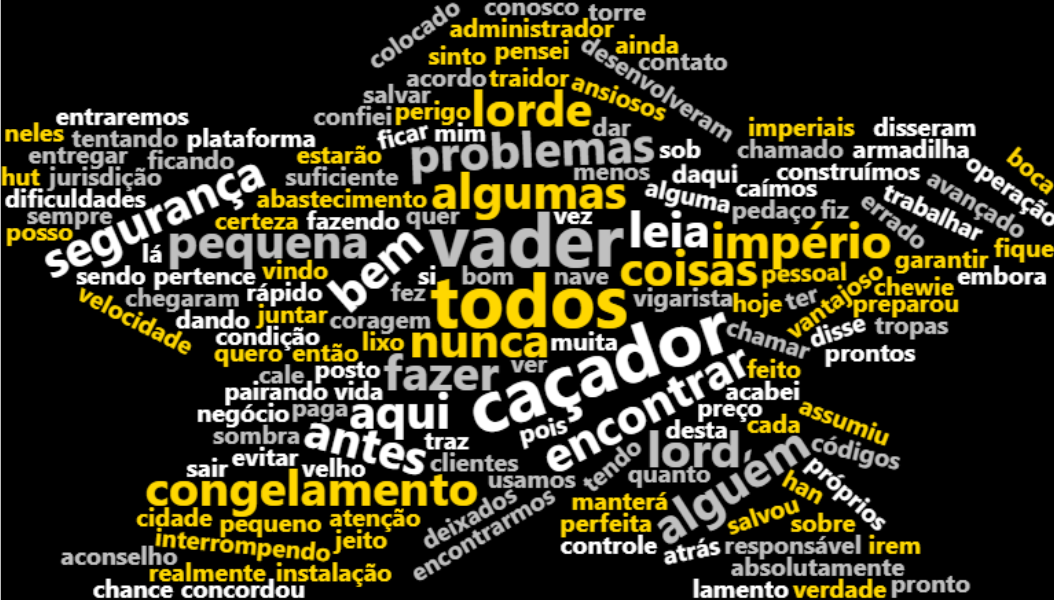 colocado conosco torre
administrador
sinto pensei desenvolveram ainda
contato
acordo traidor ansiosos
salvar
confiei perigo lorde
entraremos
neles tentando plataforma ficar mim dar imperiais disseram
entregar ficando estarão problemas sob chamado armadilha boca
hut jurisdição suficiente menos daqui construímos operação
dificuldades segurança abastecimento algumas alguma caímos trabalhar avançado
sempre certeza fazendo quer vez pedaço fiz errado
posso
lá pequena bem vader leia império fique
garantir
sendo pertence vindo si bom nave coisas pessoal vantajoso chewie embora
velocidade chegaram rápido fez todos vigarista hoje ter preparou
dando juntar coragem disse tropas
condição
quero então lixo nunca muita caçador chamar prontos
cale posto fazer ver feito
pairando vida encontrar acabei
negócio paga aqui preço assumiu
sombra antes traz pois desta cada
evitar lord alguém códigos
sair velho clientes tendo
congelamento usamos quanto han próprios
manterá
cidade pequeno atenção deixados perfeita salvou sobre
interrompendo jeito encontrarmos
controle atrás responsável irem
aconselho
absolutamente
realmente instalação
chance concordou lamento verdade pronto